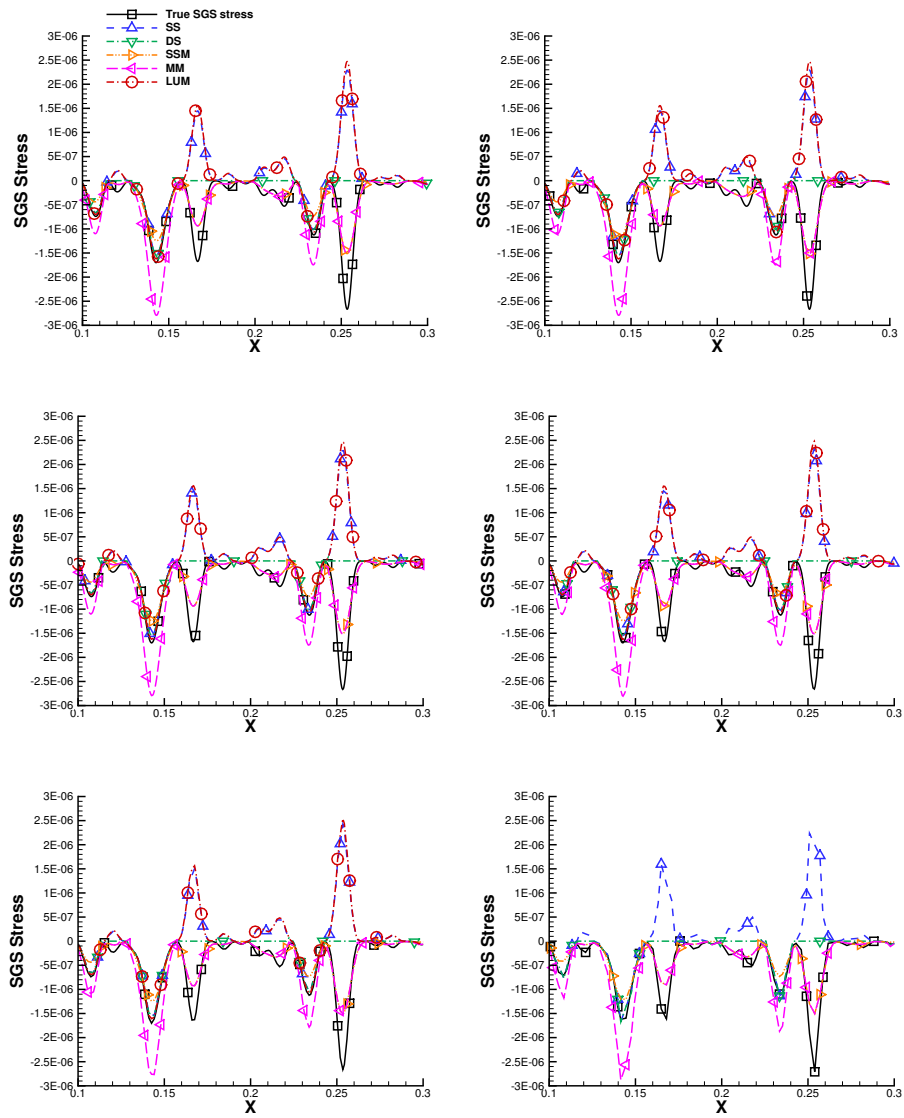 True SGS stress
SS
DS
SSM
MM
LUM
3E-06
2.5E-06
2E-06
1.5E-06
1E-06
5E-07
0
-5E-07
-1E-06
-1.5E-06
-2E-06
-2.5E-06
-3E-06
SGS Stress
0.1
0.15
0.2
0.25
0.3
X
3E-06
2.5E-06
2E-06
1.5E-06
1E-06
5E-07
0
-5E-07
-1E-06
-1.5E-06
-2E-06
-2.5E-06
-3E-06
SGS Stress
0.1
0.15
0.2
0.25
0.3
X
3E-06
2.5E-06
2E-06
1.5E-06
1E-06
5E-07
0
-5E-07
-1E-06
-1.5E-06
-2E-06
-2.5E-06
-3E-06
SGS Stress
0.1
0.15
0.2
0.25
0.3
X
3E-06
2.5E-06
2E-06
1.5E-06
1E-06
5E-07
0
-5E-07
-1E-06
-1.5E-06
-2E-06
-2.5E-06
-3E-06
SGS Stress
0.1
0.15
0.2
0.25
0.3
X
3E-06
2.5E-06
2E-06
1.5E-06
1E-06
5E-07
0
-5E-07
-1E-06
-1.5E-06
-2E-06
-2.5E-06
-3E-06
SGS Stress
0.1
0.15
0.2
0.25
0.3
X
3E-06
2.5E-06
2E-06
1.5E-06
1E-06
5E-07
0
-5E-07
-1E-06
-1.5E-06
-2E-06
-2.5E-06
-3E-06
SGS Stress
0.1
0.15
0.2
0.25
0.3
X